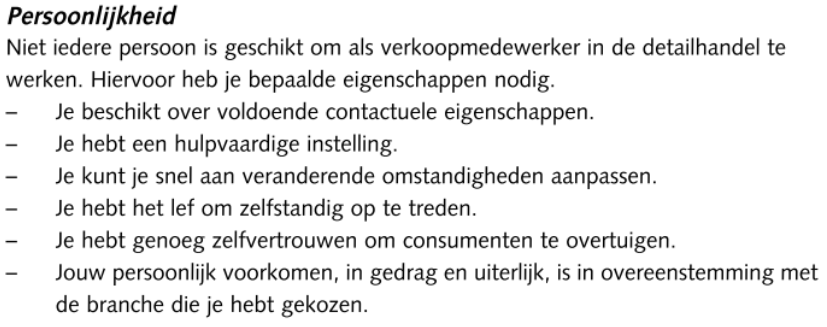 Persoonlijkheid
Niet iedere persoon is geschikt om als verkoopmedewerker in de detailhandel te
werken. Hiervoor heb je bepaalde eigenschappen nodig.
– Je beschikt over voldoende contactuele eigenschappen.
– Je hebt een hulpvaardige instelling.
– Je kunt je snel aan veranderende omstandigheden aanpassen.
– Je hebt het lef om zelfstandig op te treden.
– Je hebt genoeg zelfvertrouwen om consumenten te overtuigen.
– Jouw persoonlijk voorkomen, in gedrag en uiterlijk, is in overeenstemming met
de branche die je hebt gekozen.